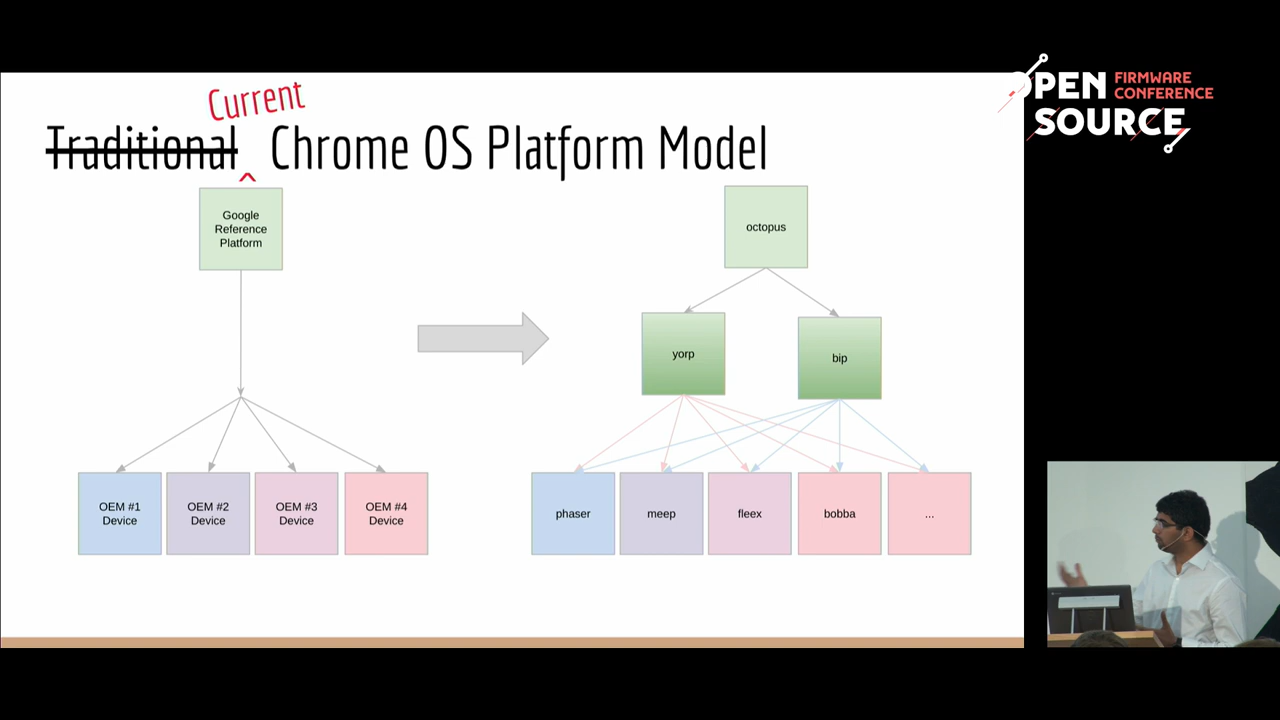 Current
Traditional ^ Chrome OS Platform Model
Google
Reference
Platform
octopus
yorp
bip
OEM #1
Device
OEM #2
Device
OEM #3
Device
OEM #4
Device
phaser
meep
fleex
bobba
...
OPEN
FIRMWARE
CONFERENCE
SOURCE